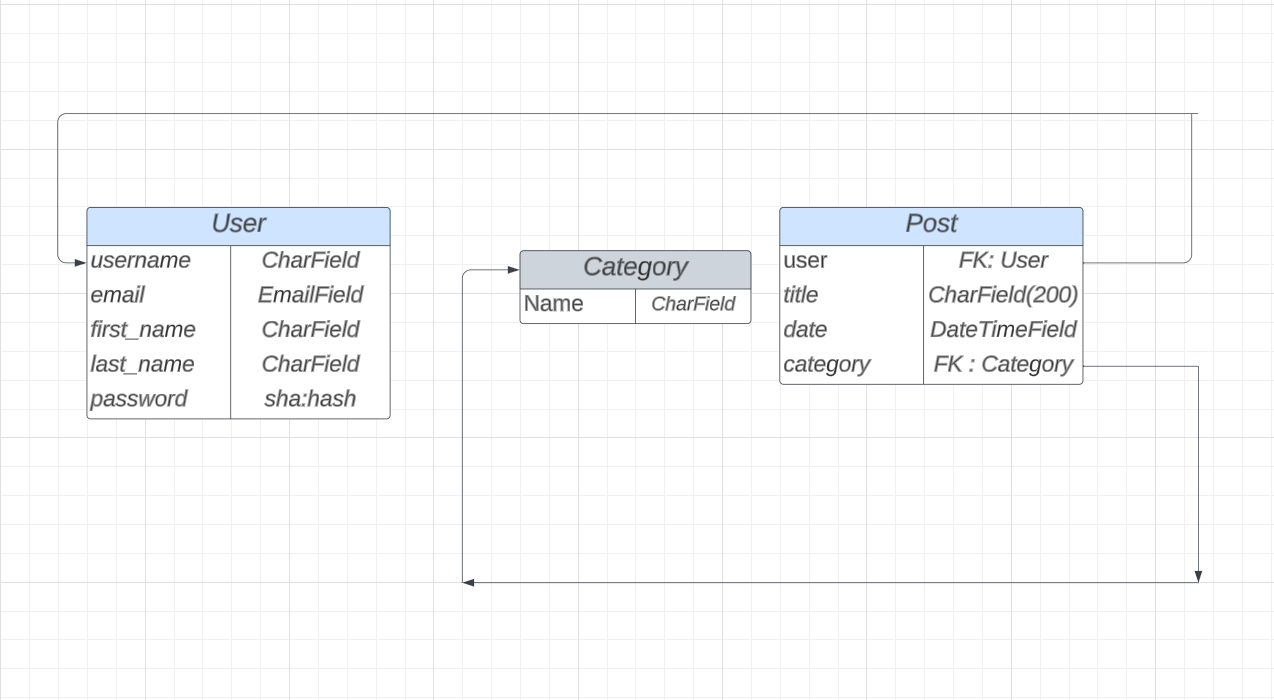 User
username CharField
email EmailField
first_name CharField
last_name CharField
password sha:hash
Category
Name CharField
Post
user FK: User
title CharField(200)
date DateTimeField
category FK : Category